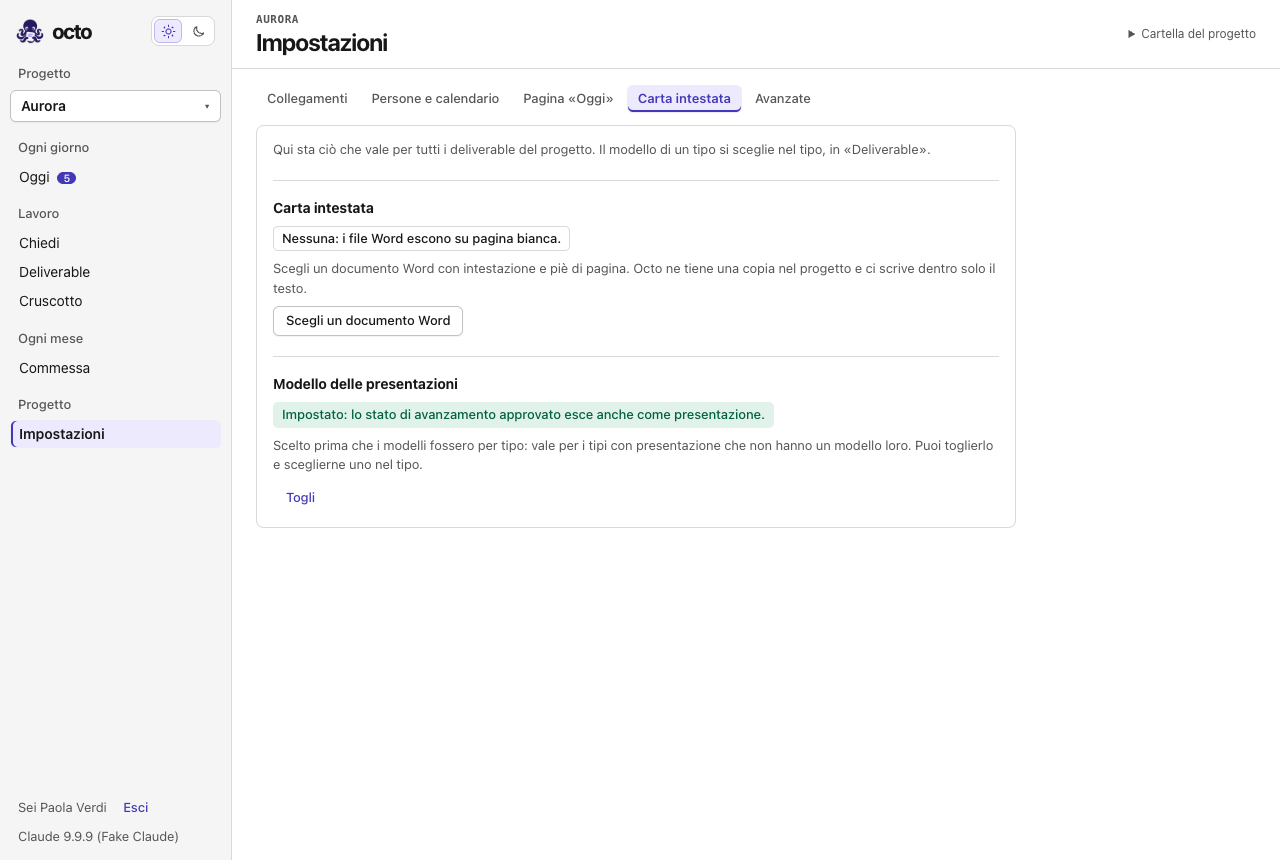 octo
Progetto
Aurora
Ogni giorno
Oggi 5
Lavoro
Chiedi
Deliverable
Cruscotto
Ogni mese
Commessa
Progetto
Impostazioni
Sei Paola Verdi Esci
Claude 9.9.9 (Fake Claude)
AURORA
Impostazioni
Cartella del progetto
Collegamenti Persone e calendario Pagina «Oggi» Carta intestata Avanzate
Qui sta ciò che vale per tutti i deliverable del progetto. Il modello di un tipo si sceglie nel tipo, in «Deliverable».
Carta intestata
Nessuna: i file Word escono su pagina bianca.
Scegli un documento Word con intestazione e piè di pagina. Octo ne tiene una copia nel progetto e ci scrive dentro solo il
testo.
Scegli un documento Word
Modello delle presentazioni
Impostato: lo stato di avanzamento approvato esce anche come presentazione.
Scelto prima che i modelli fossero per tipo: vale per i tipi con presentazione che non hanno un modello loro. Puoi toglierlo
e sceglierne uno nel tipo.
Togli